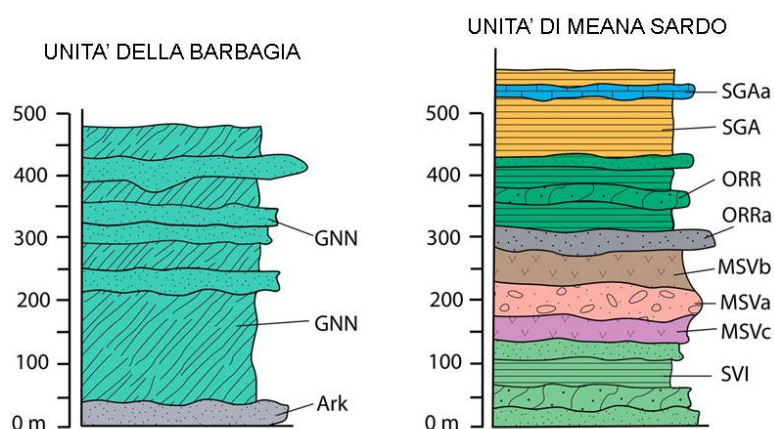 UNITA' DELLA BARBAGIA
500
400
300
200
100
0 m
GNN
GNN
Ark
UNITA' DI MEANA SARDO
500
400
300
200
100
0 m
SGAa
SGA
ORR
ORRa
MSVb
MSVa
MSVc
SVI